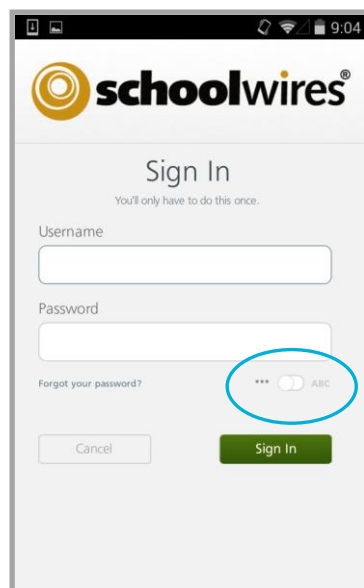 9:04
schoolwires®
Sign In
You'll only have to do this once.
Username
Password
Forgot your password? ••• ABC
Cancel Sign In